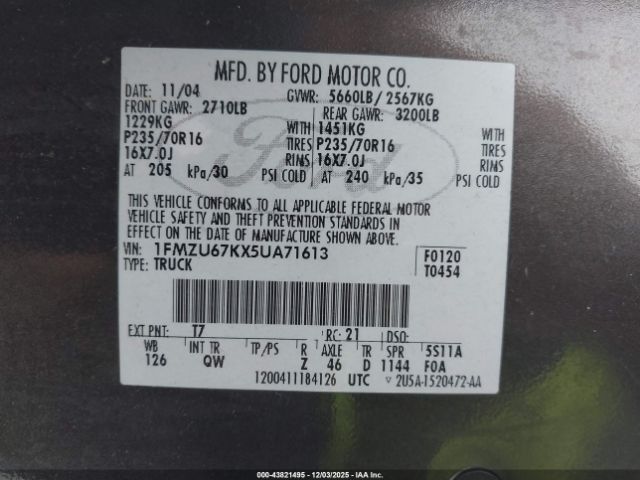 MFD. BY FORD MOTOR CO.
DATE: 11/04 GVWR: 5660LB/ 2567KG
FRONT GAWR: 2710LB REAR GAWR: 3200LB
1229KG WITH 1451KG WITH
P235/70R16 TIRES P235/70R16 TIRES
16X7.0J RIMS 16X7.0J RIMS
AT 205 kPa/30 PSI COLD AT 240 kPa/35 PSI COLD
THIS VEHICLE CONFORMS TO ALL APPLICABLE FEDERAL MOTOR
VEHICLE SAFETY AND THEFT PREVENTION STANDARDS IN
EFFECT ON THE DATE OF MANUFACTURE SHOWN ABOVE.
VIN: 1FMZU67KX5UA71613 F0120
TYPE: TRUCK T0454
EXT PNT: T7 RC: 21 DSO:
WB INT TR TP/PS R AXLE TR SPR 5S11A
126 QW Z 46 D 1144 F0A
1200411184126 UTC ▽ 2U5A-1520472-AA
Ford
000-43821495 - 12/03/2025 - IAA Inc.